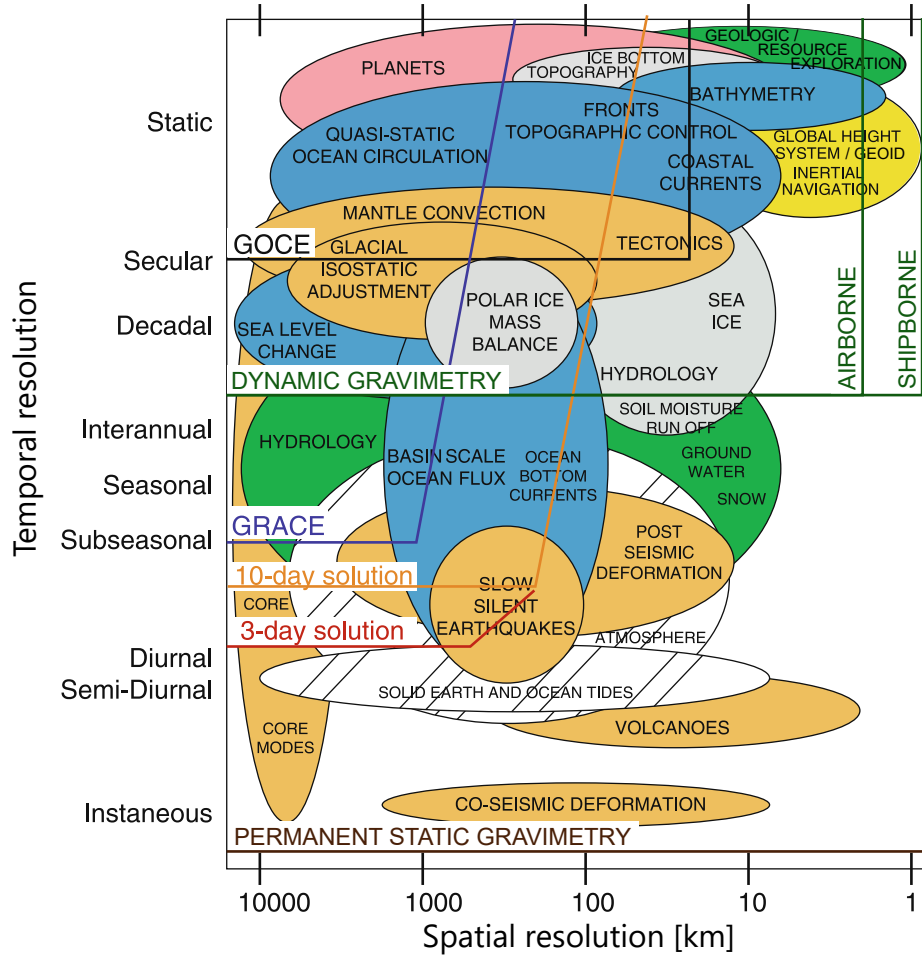 GEOLOGIC /
RESOURCE
EXPLORATION
PLANETS
ICE BOTTOM
TOPOGRAPHY
BATHYMETRY
Static
FRONTS
TOPOGRAPHIC CONTROL
QUASI-STATIC
OCEAN CIRCULATION
GLOBAL HEIGHT
SYSTEM / GEOID
INERTIAL
NAVIGATION
COASTAL
CURRENTS
MANTLE CONVECTION
TECTONICS
GOCE
GLACIAL
ISOSTATIC
ADJUSTMENT
Secular
POLAR ICE
MASS
BALANCE
SEA
ICE
AIRBORNE
SHIPBORNE
Decadal
SEA LEVEL
CHANGE
HYDROLOGY
DYNAMIC GRAVIMETRY
SOIL MOISTURE
RUN OFF
Temporal resolution
Interannual
HYDROLOGY
BASIN SCALE
OCEAN FLUX
OCEAN
BOTTOM
CURRENTS
GROUND
WATER
SNOW
Seasonal
GRACE
Subseasonal
POST
SEISMIC
DEFORMATION
10-day solution
SLOW
SILENT
EARTHQUAKES
CORE
3-day solution
ATMOSPHERE
Diurnal
Semi-Diurnal
SOLID EARTH AND OCEAN TIDES
CORE
MODES
VOLCANOES
Instaneous
CO-SEISMIC DEFORMATION
PERMANENT STATIC GRAVIMETRY
10000 1000 100 10 1
Spatial resolution [km]